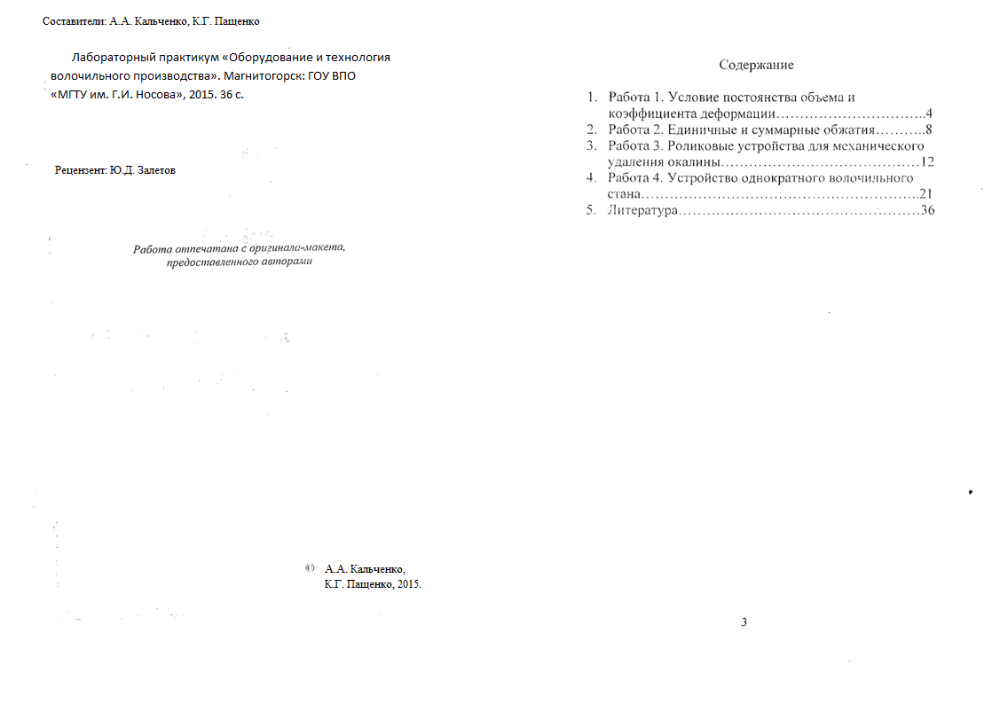 Составители: А.А. Кальченко, К.Г. Пащенко
Лабораторный практикум «Оборудование и технология
волочильного производства». Магнитогорск: ГОУ ВПО
«МГТУ им. Г.И. Носова», 2015. 36 с.
Рецензент: Ю.Д. Залетов
Работа отпечатана с оригинала-макета,
предоставленного авторами
© А.А. Кальченко,
К.Г. Пащенко, 2015.
Содержание
1. Работа 1. Условие постоянства объема и
коэффициента деформации…………………………..4
2. Работа 2. Единичные и суммарные обжатия………..8
3. Работа 3. Роликовые устройства для механического
удаления окалины……………………………………12
4. Работа 4. Устройство однократного волочильного
стана…………………………………………………..21
5. Литература……………………………………………36
3